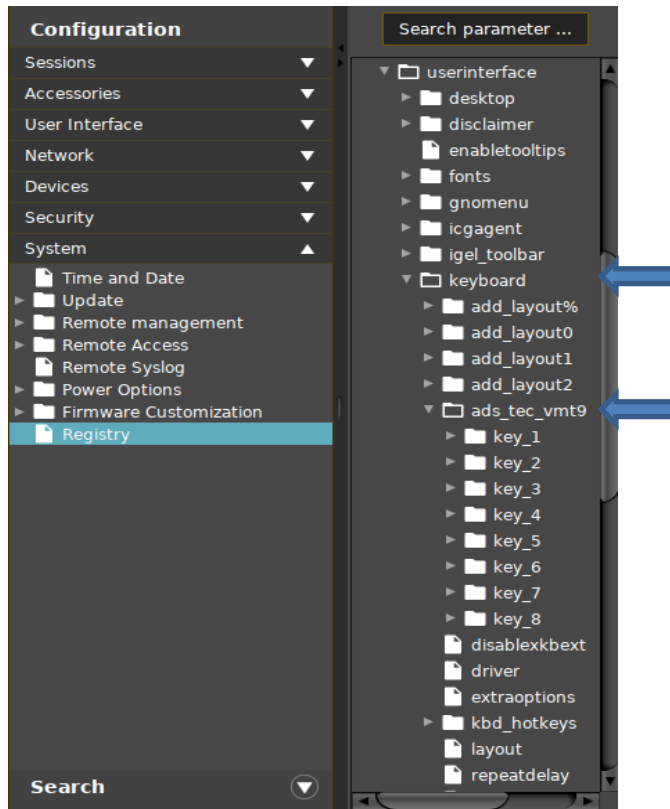 Configuration
Sessions
Accessories
User Interface
Network
Devices
Security
System
Time and Date
Update
Remote management
Remote Access
Remote Syslog
Power Options
Firmware Customization
Registry
Search
Search parameter ...
userinterface
desktop
disclaimer
enabletooltips
fonts
gnomenu
icgagent
igel_toolbar
keyboard
add_layout%
add_layout0
add_layout1
add_layout2
ads_tec_vmt9
key_1
key_2
key_3
key_4
key_5
key_6
key_7
key_8
disablexkbext
driver
extraoptions
kbd_hotkeys
layout
repeatdelay